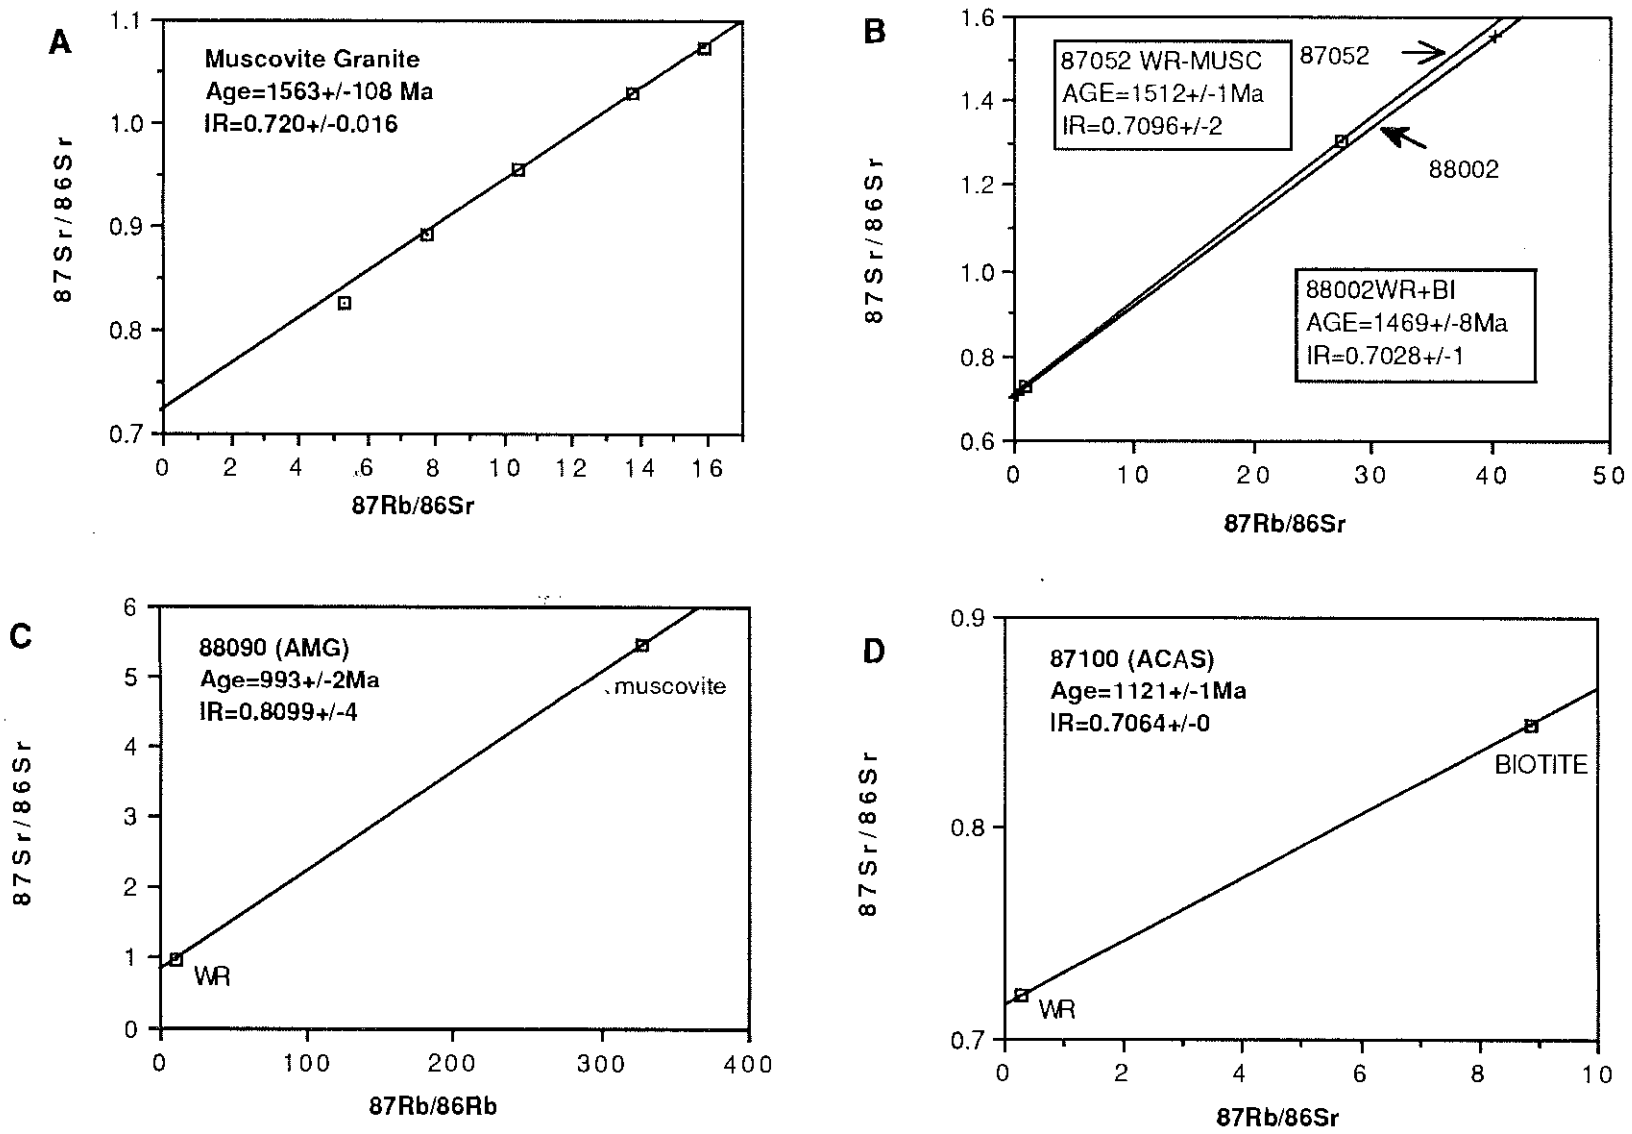 A
Muscovite Granite
Age=1563+/-108 Ma
IR=0.720+/-0.016
1.1
1.0
0.9
0.8
0.7
87Sr/86Sr
0 2 4 6 8 10 12 14 16
87Rb/86Sr
B
87052 WR-MUSC
AGE=1512+/-1Ma
IR=0.7096+/-2
87052
88002
88002WR+BI
AGE=1469+/-8Ma
IR=0.7028+/-1
1.6
1.4
1.2
1.0
0.8
0.6
87Sr/86Sr
0 10 20 30 40 50
87Rb/86Sr
C
88090 (AMG)
Age=993+/-2Ma
IR=0.8099+/-4
muscovite
WR
6
5
4
3
2
1
0
87Sr/86Sr
0 100 200 300 400
87Rb/86Rb
D
87100 (ACAS)
Age=1121+/-1Ma
IR=0.7064+/-0
BIOTITE
WR
0.9
0.8
0.7
87Sr/86Sr
0 2 4 6 8 10
87Rb/86Sr